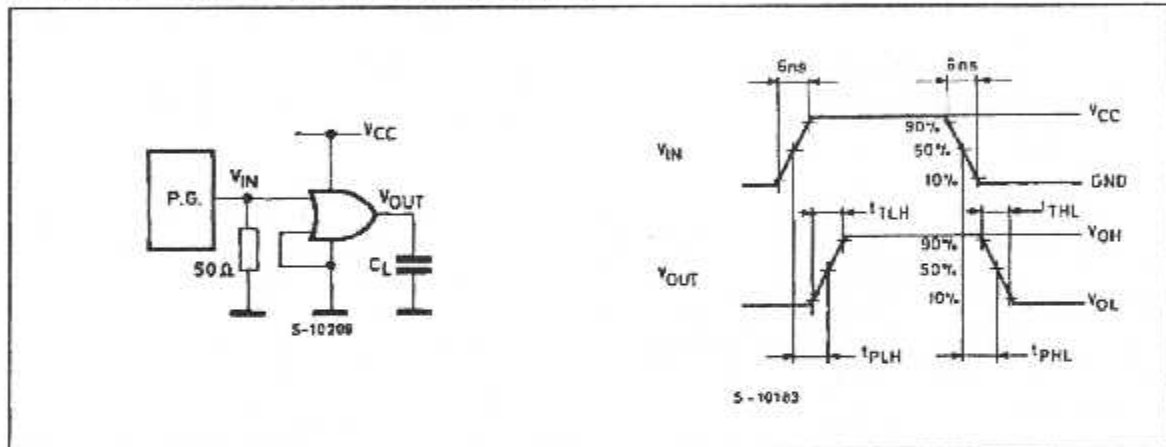 VCC
P.G.
VIN
VOUT
50Ω
CL
S-10209
6ns
6ns
VCC
90%
VIN
50%
10%
GND
tTLH
tTHL
VOH
90%
50%
VOUT
10%
VOL
tPLH
tPHL
S-10183